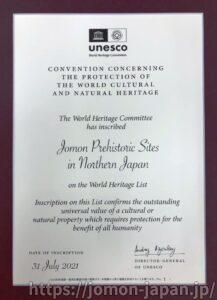 unesco
World Heritage Convention
CONVENTION CONCERNING
THE PROTECTION OF
THE WORLD CULTURAL
AND NATURAL HERITAGE
The World Heritage Committee
has inscribed
Jomon Prehistoric Sites
in Northern Japan
on the World Heritage List
Inscription on this List confirms the outstanding
universal value of a cultural or
natural property which requires protection for the
benefit of all humanity
DATE OF INSCRIPTION
31 July 2021
DIRECTOR-GENERAL
OF UNESCO
https://jomon-japan.jp/